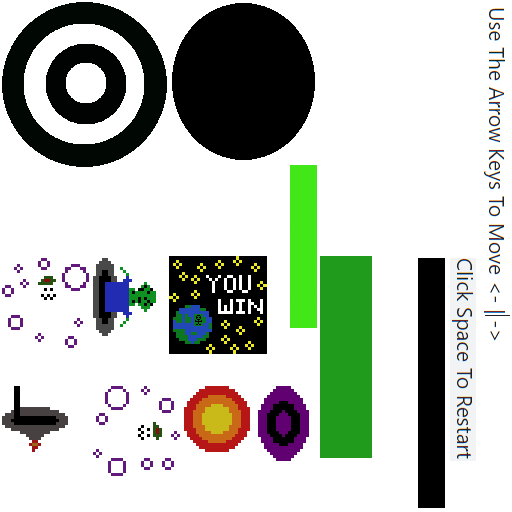 Use The Arrow Keys To Move <- || ->
Click Space To Restart
YOU
WIN